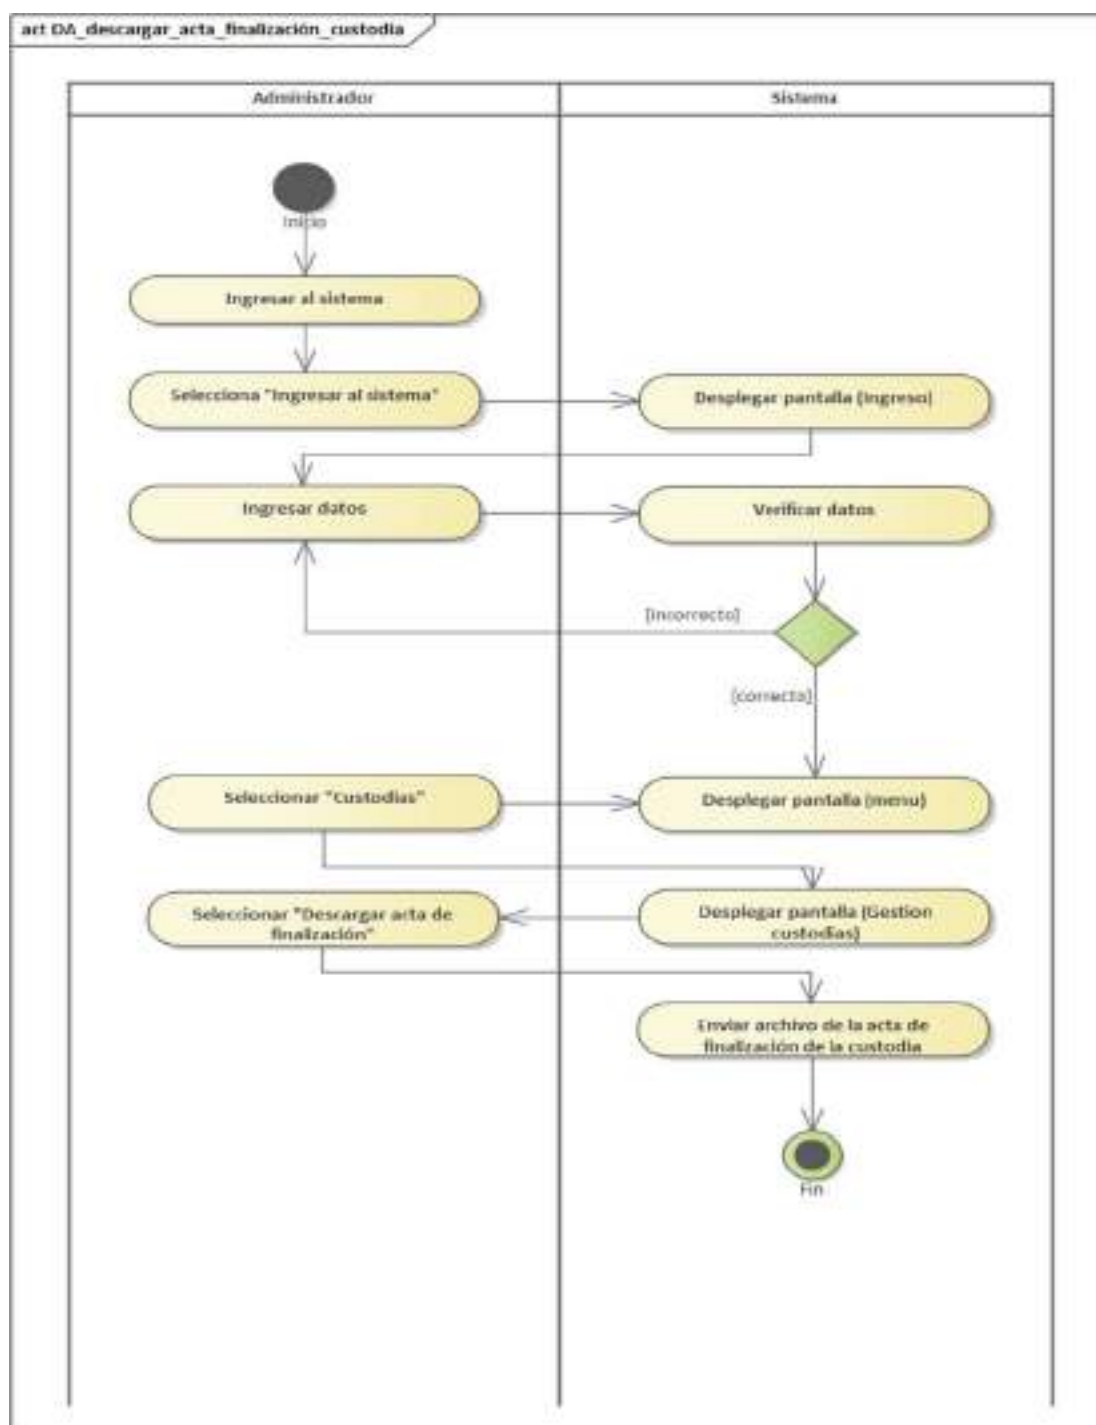 act DA_descargar_acta_finalización_custodia
Administrador
Sistema
Inicio
Ingresar al sistema
Selecciona "Ingresar al sistema"
Desplegar pantalla (Ingreso)
Ingresar datos
Verificar datos
[incorrecto]
[correcto]
Seleccionar "Custodias"
Desplegar pantalla (menu)
Seleccionar "Descargar acta de
finalización"
Desplegar pantalla (Gestion
custodias)
Enviar archivo de la acta de
finalización de la custodia
Fin